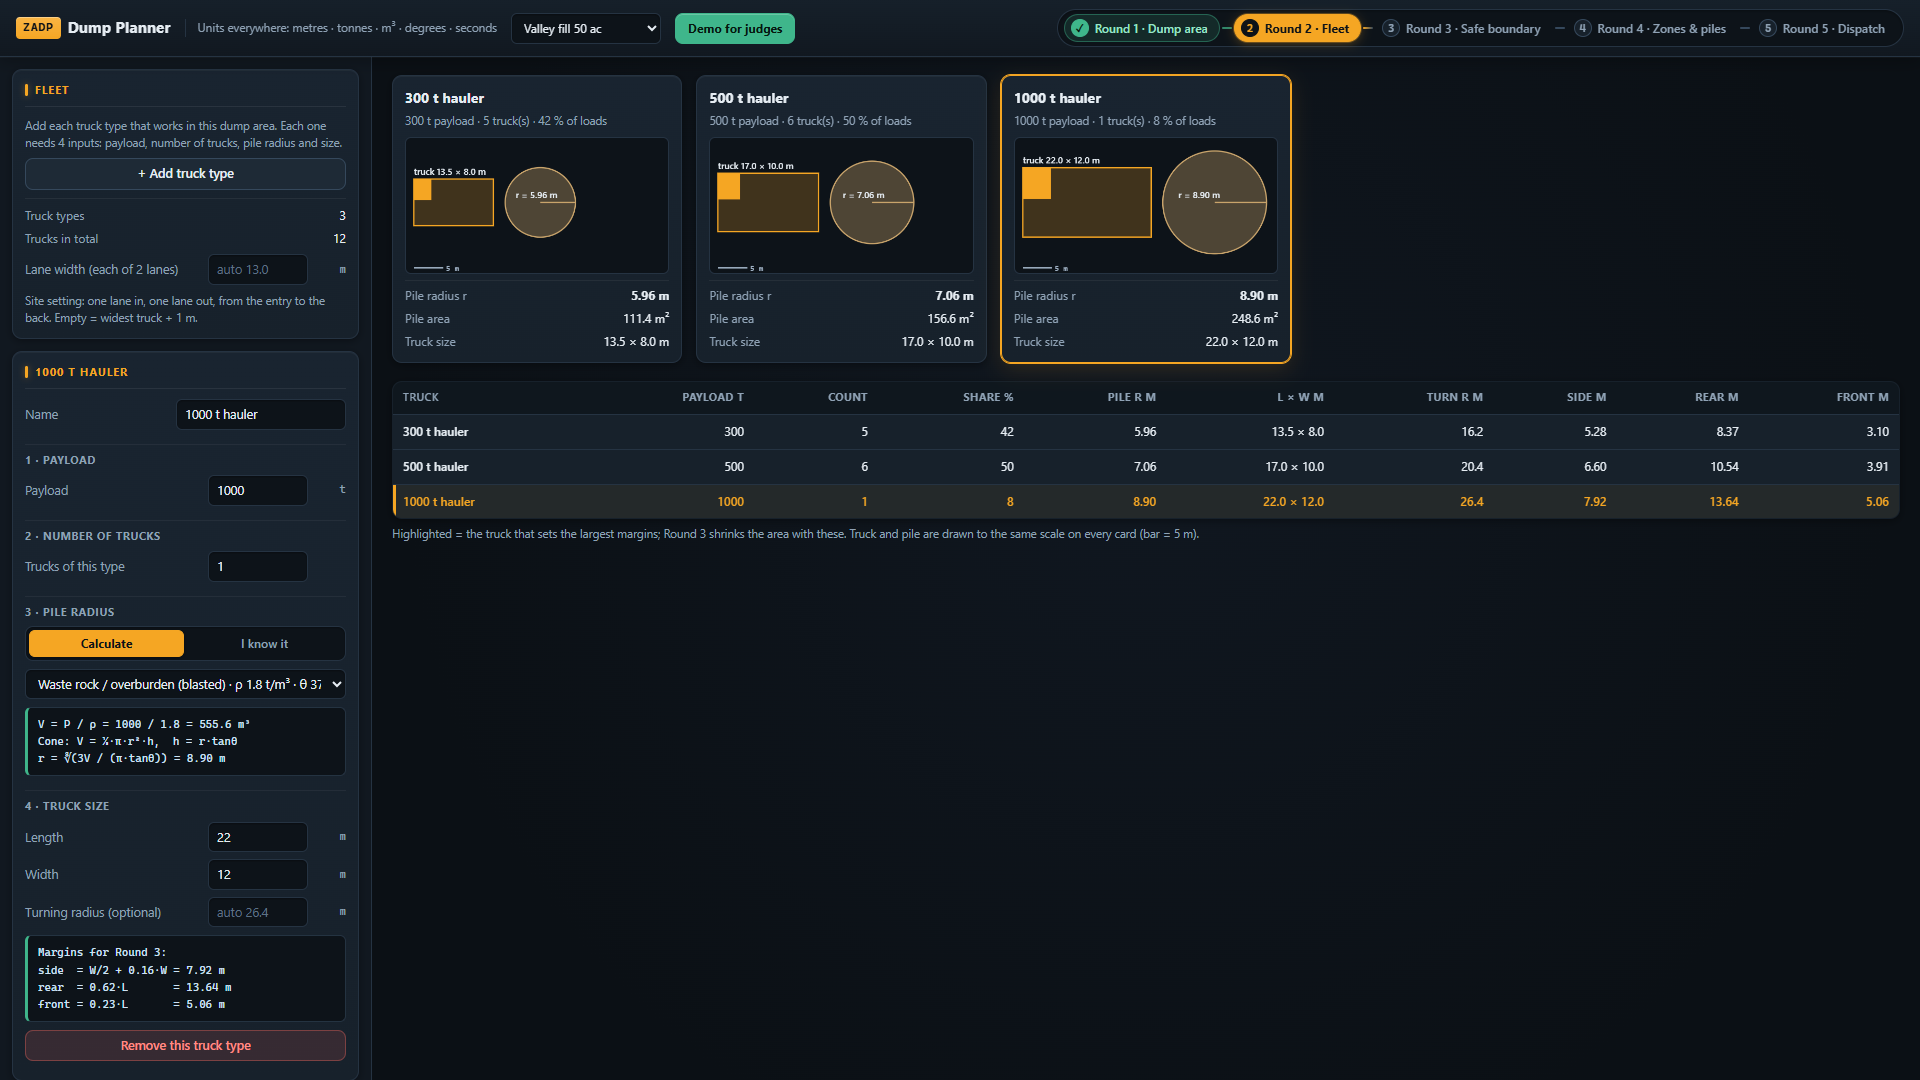 ZADP Dump Planner
Units everywhere: metres · tonnes · m³ · degrees · seconds
Valley fill 50 ac
Demo for judges
✓ Round 1 · Dump area
2 Round 2 · Fleet
3 Round 3 · Safe boundary
4 Round 4 · Zones & piles
5 Round 5 · Dispatch
FLEET
Add each truck type that works in this dump area. Each one
needs 4 inputs: payload, number of trucks, pile radius and size.
+ Add truck type
Truck types 3
Trucks in total 12
Lane width (each of 2 lanes) auto 13.0 m
Site setting: one lane in, one lane out, from the entry to the
back. Empty = widest truck + 1 m.
1000 T HAULER
Name 1000 t hauler
1 · PAYLOAD
Payload 1000 t
2 · NUMBER OF TRUCKS
Trucks of this type 1
3 · PILE RADIUS
Calculate I know it
Waste rock / overburden (blasted) · ρ 1.8 t/m³ · θ 37
V = P / ρ = 1000 / 1.8 = 555.6 m³
Cone: V = ⅓·π·r²·h, h = r·tanθ
r = ∛(3V / (π·tanθ)) = 8.90 m
4 · TRUCK SIZE
Length 22 m
Width 12 m
Turning radius (optional) auto 26.4 m
Margins for Round 3:
side = W/2 + 0.16·W = 7.92 m
rear = 0.62·L = 13.64 m
front = 0.23·L = 5.06 m
Remove this truck type
300 t hauler
300 t payload · 5 truck(s) · 42 % of loads
truck 13.5 × 8.0 m
r = 5.96 m
5 m
Pile radius r 5.96 m
Pile area 111.4 m²
Truck size 13.5 × 8.0 m
500 t hauler
500 t payload · 6 truck(s) · 50 % of loads
truck 17.0 × 10.0 m
r = 7.06 m
5 m
Pile radius r 7.06 m
Pile area 156.6 m²
Truck size 17.0 × 10.0 m
1000 t hauler
1000 t payload · 1 truck(s) · 8 % of loads
truck 22.0 × 12.0 m
r = 8.90 m
5 m
Pile radius r 8.90 m
Pile area 248.6 m²
Truck size 22.0 × 12.0 m
TRUCK PAYLOAD T COUNT SHARE % PILE R M L × W M TURN R M SIDE M REAR M FRONT M
300 t hauler 300 5 42 5.96 13.5 × 8.0 16.2 5.28 8.37 3.10
500 t hauler 500 6 50 7.06 17.0 × 10.0 20.4 6.60 10.54 3.91
1000 t hauler 1000 1 8 8.90 22.0 × 12.0 26.4 7.92 13.64 5.06
Highlighted = the truck that sets the largest margins; Round 3 shrinks the area with these. Truck and pile are drawn to the same scale on every card (bar = 5 m).